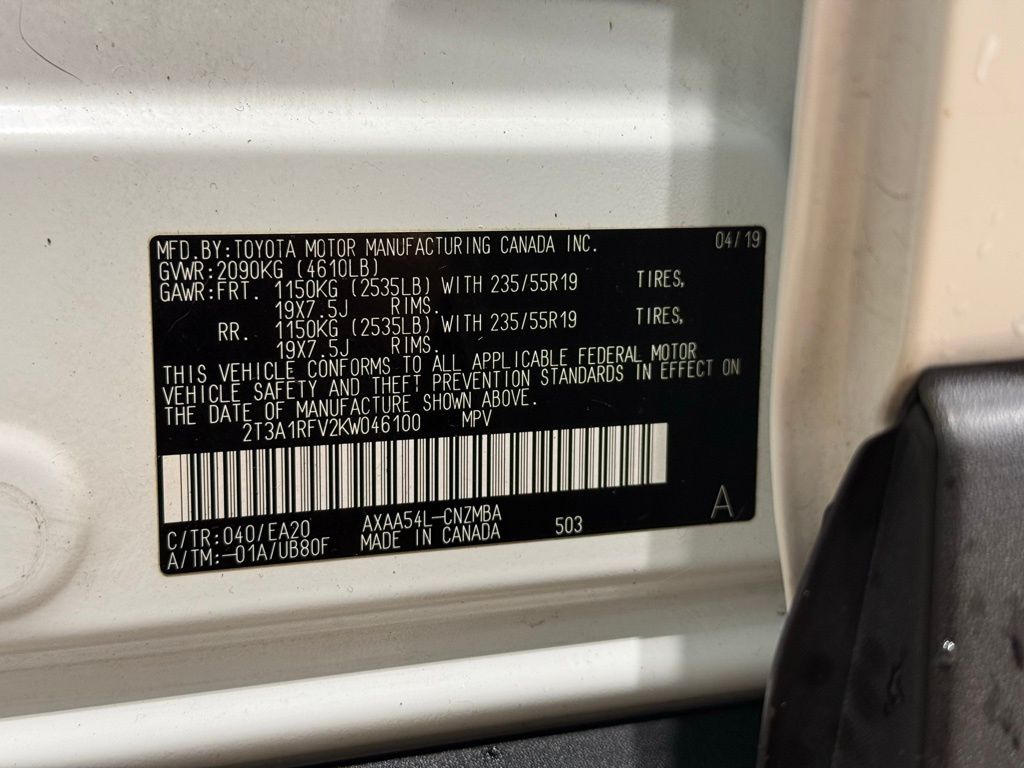 MFD.BY:TOYOTA MOTOR MANUFACTURING CANADA INC. 04/19
GVWR:2090KG (4610LB)
GAWR:FRT. 1150KG (2535LB) WITH 235/55R19 TIRES,
19X7.5J RIMS.
RR. 1150KG (2535LB) WITH 235/55R19 TIRES,
19X7.5J RIMS.
THIS VEHICLE CONFORMS TO ALL APPLICABLE FEDERAL MOTOR
VEHICLE SAFETY AND THEFT PREVENTION STANDARDS IN EFFECT ON
THE DATE OF MANUFACTURE SHOWN ABOVE.
2T3A1RFV2KW046100 MPV
C/TR:040/EA20 AXAA54L-CNZMBA 503 A
A/TM:-01A/UB80F MADE IN CANADA